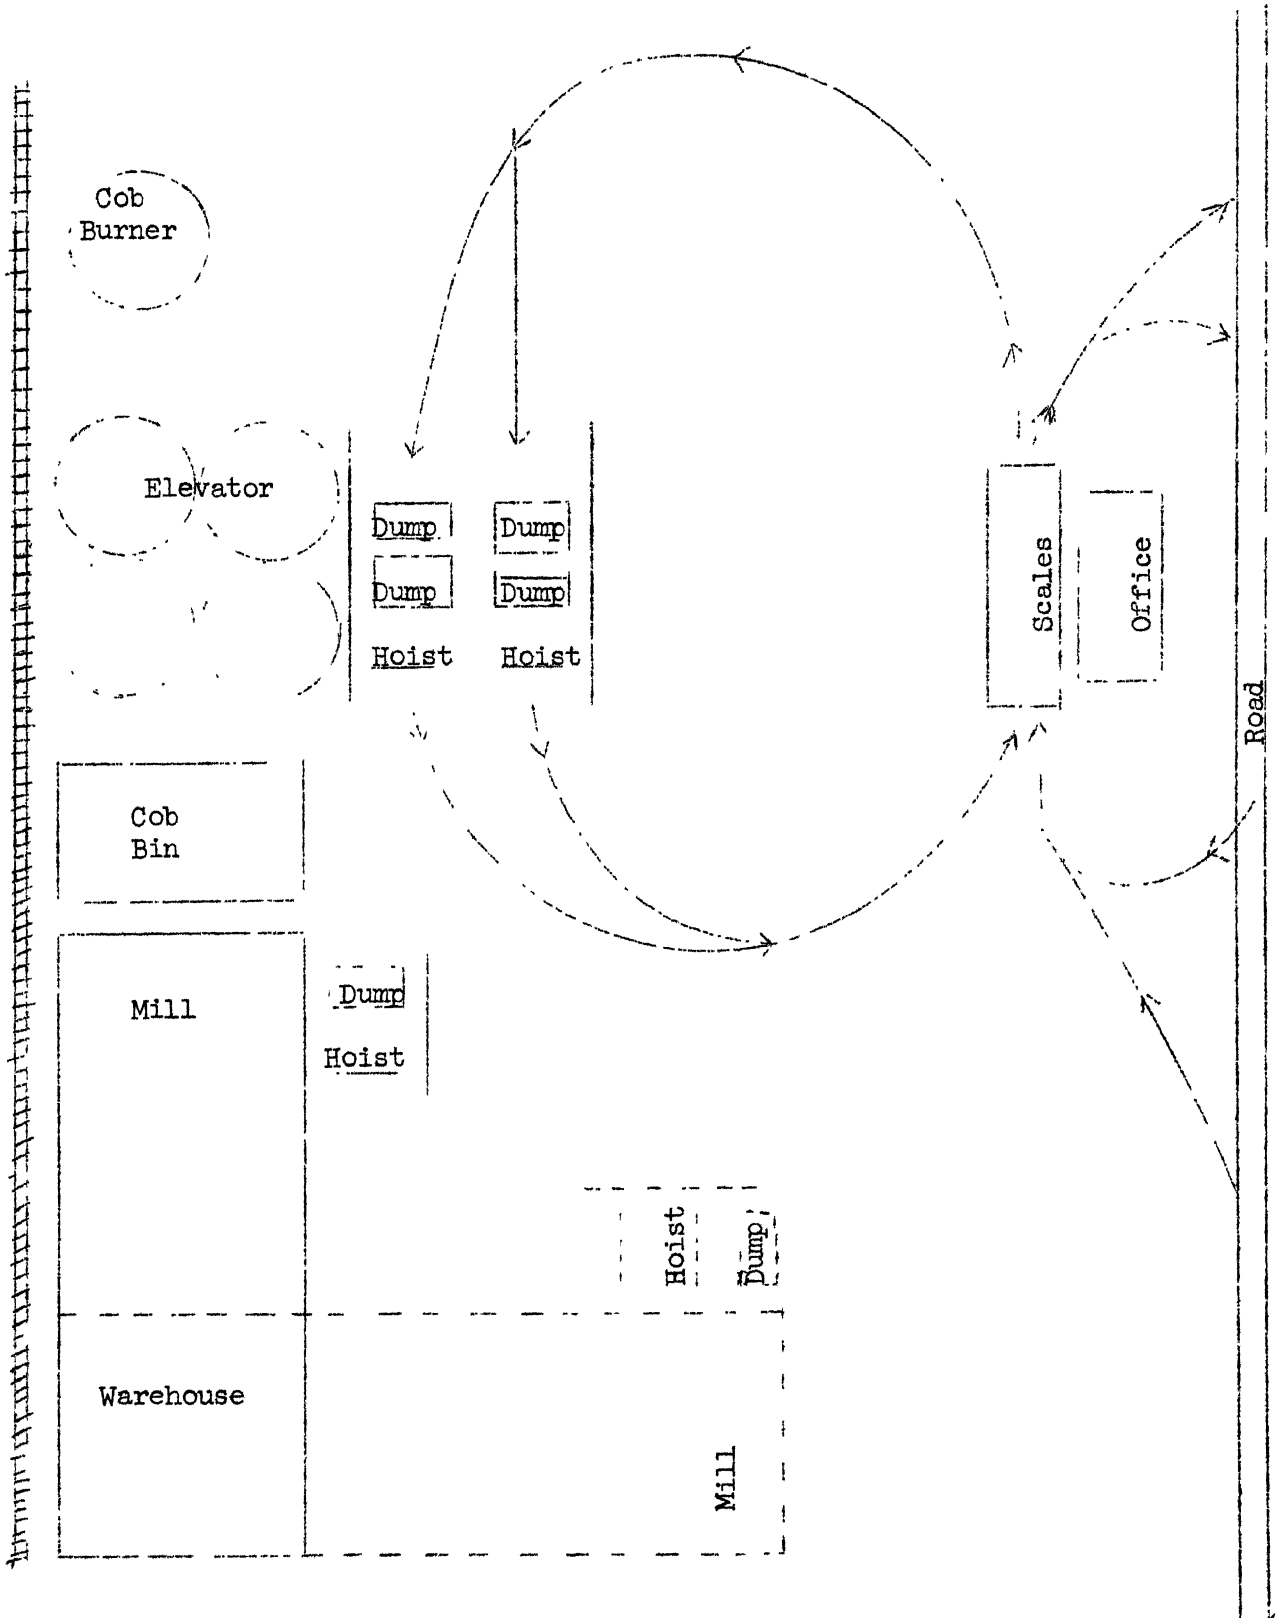 Cob
Burner
Elevator
Dump
Dump
Dump
Dump
Hoist
Hoist
Scales
Office
Road
Cob
Bin
Mill
Dump
Hoist
Hoist
Dump
Warehouse
Mill